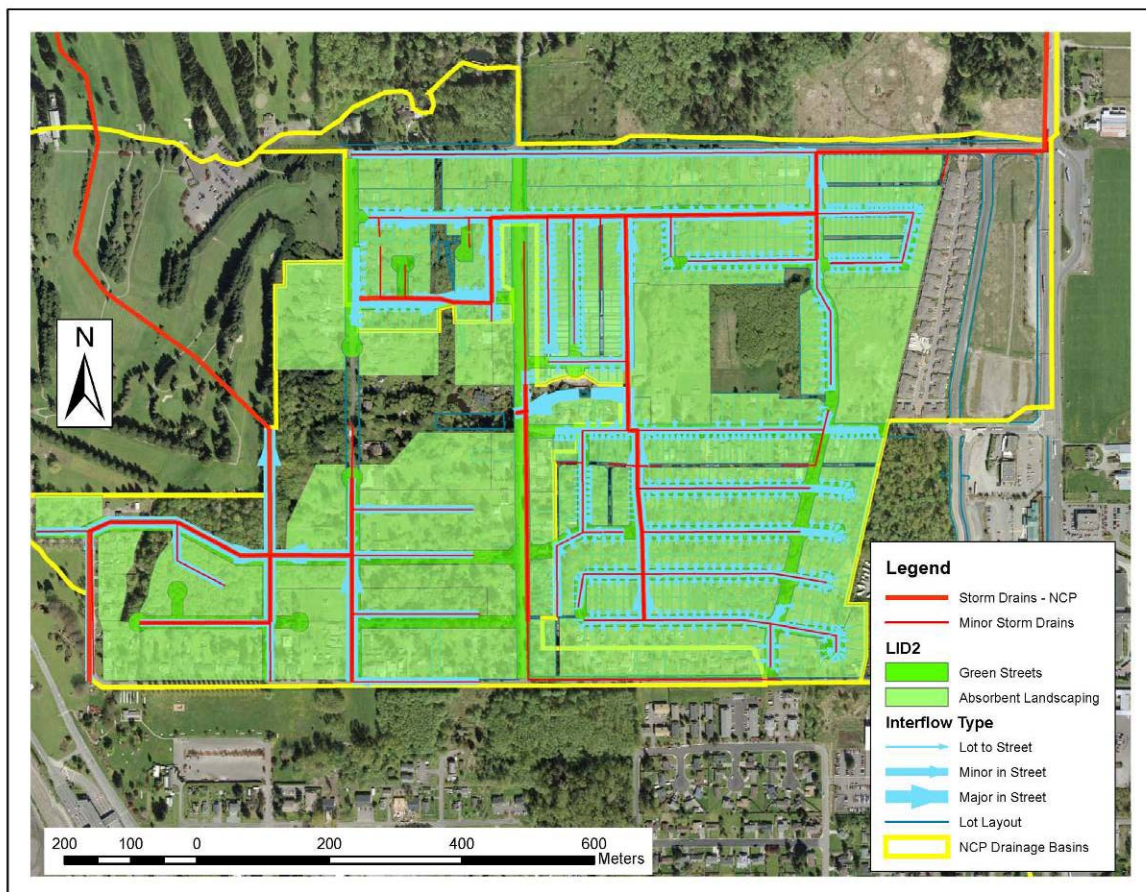 N
Legend
Storm Drains - NCP
Minor Storm Drains
LID2
Green Streets
Absorbent Landscaping
Interflow Type
Lot to Street
Minor in Street
Major in Street
Lot Layout
NCP Drainage Basins
200 100 0 200 400 600
Meters